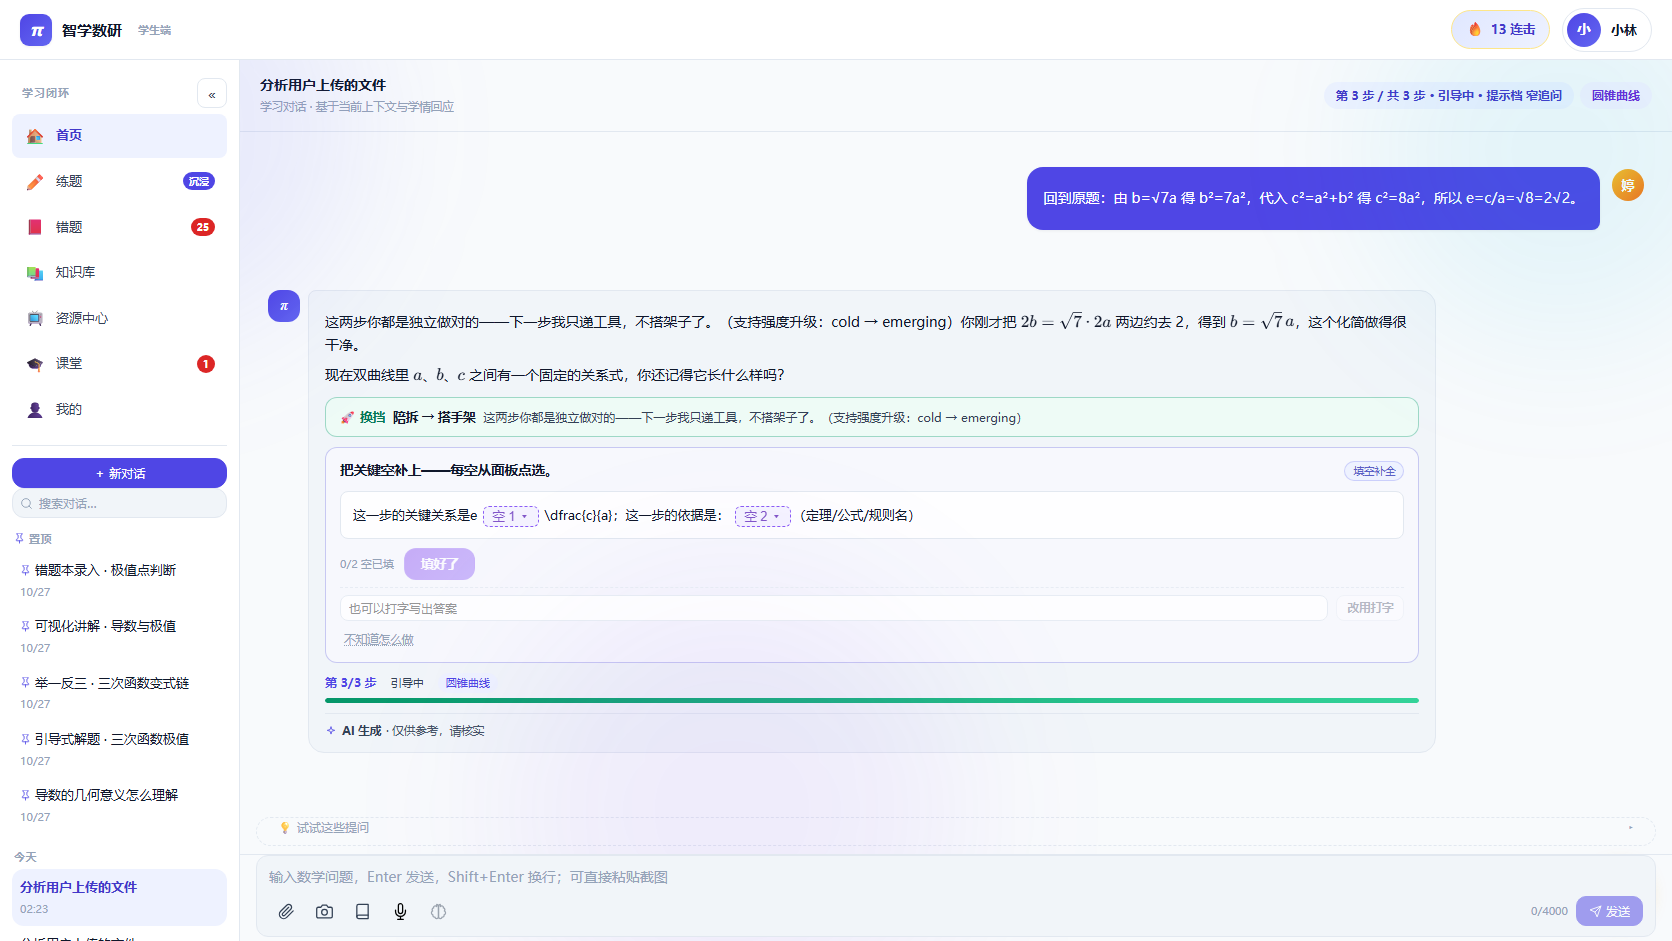 π 智学数研 学生端
13 连击
小 小林
学习闭环 «
首页
练题 沉浸
错题 25
知识库
资源中心
课堂 1
我的
+ 新对话
搜索对话...
置顶
错题本录入 · 极值点判断
10/27
可视化讲解 · 导数与极值
10/27
举一反三 · 三次函数变式链
10/27
引导式解题 · 三次函数极值
10/27
导数的几何意义怎么理解
10/27
今天
分析用户上传的文件
02:23
分析用户上传的文件
学习对话 · 基于当前上下文与学情回应
第 3 步 / 共 3 步 • 引导中 • 提示档 窄追问 圆锥曲线
回到原题：由 b=√7a 得 b²=7a²，代入 c²=a²+b² 得 c²=8a²，所以 e=c/a=√8=2√2。
婷
π
这两步你都是独立做对的——下一步我只递工具，不搭架子了。（支持强度升级：cold → emerging）你刚才把 2b = √7 · 2a 两边约去 2，得到 b = √7 a，这个化简做得很
干净。
现在双曲线里 a、b、c 之间有一个固定的关系式，你还记得它长什么样吗？
换挡 陪拆 → 搭手架 这两步你都是独立做对的——下一步我只递工具，不搭架子了。（支持强度升级：cold → emerging）
把关键空补上——每空从面板点选。 填空补全
这一步的关键关系是e 空 1 \dfrac{c}{a}；这一步的依据是： 空 2 （定理/公式/规则名）
0/2 空已填 填好了
也可以打字写出答案 改用打字
不知道怎么做
第 3/3 步 引导中 圆锥曲线
AI 生成 · 仅供参考，请核实
试试这些提问
输入数学问题，Enter 发送，Shift+Enter 换行；可直接粘贴截图
0/4000 发送